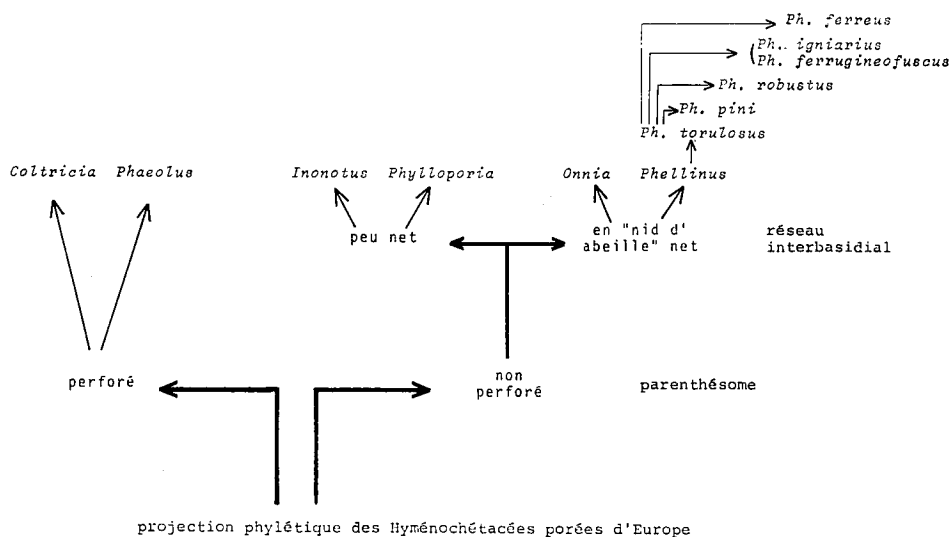 Ph. ferreus
(Ph. igniarius
Ph. ferrugineofuscus
Ph. robustus
Ph. pini
Ph. torulosus
Coltricia Phaeolus Inonotus Phylloporia Onnia Phellinus
peu net
en "nid d'
abeille" net
réseau
interbasidial
perforé
non
perforé
parenthésome
projection phylétique des Hyménochétacées porées d'Europe